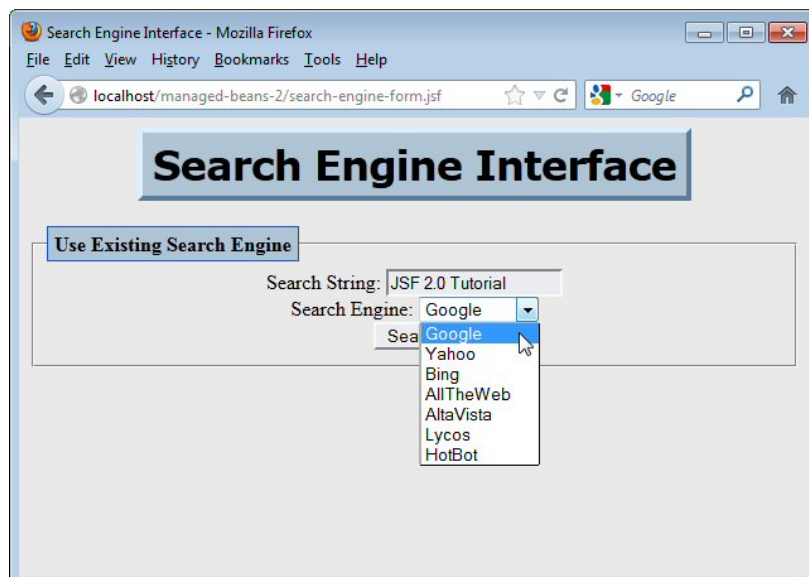 Search Engine Interface - Mozilla Firefox
File Edit View History Bookmarks Tools Help
localhost/managed-beans-2/search-engine-form.jsf Google
Search Engine Interface
Use Existing Search Engine
Search String: JSF 2.0 Tutorial
Search Engine: Google
Sea
Google
Yahoo
Bing
AllTheWeb
AltaVista
Lycos
HotBot